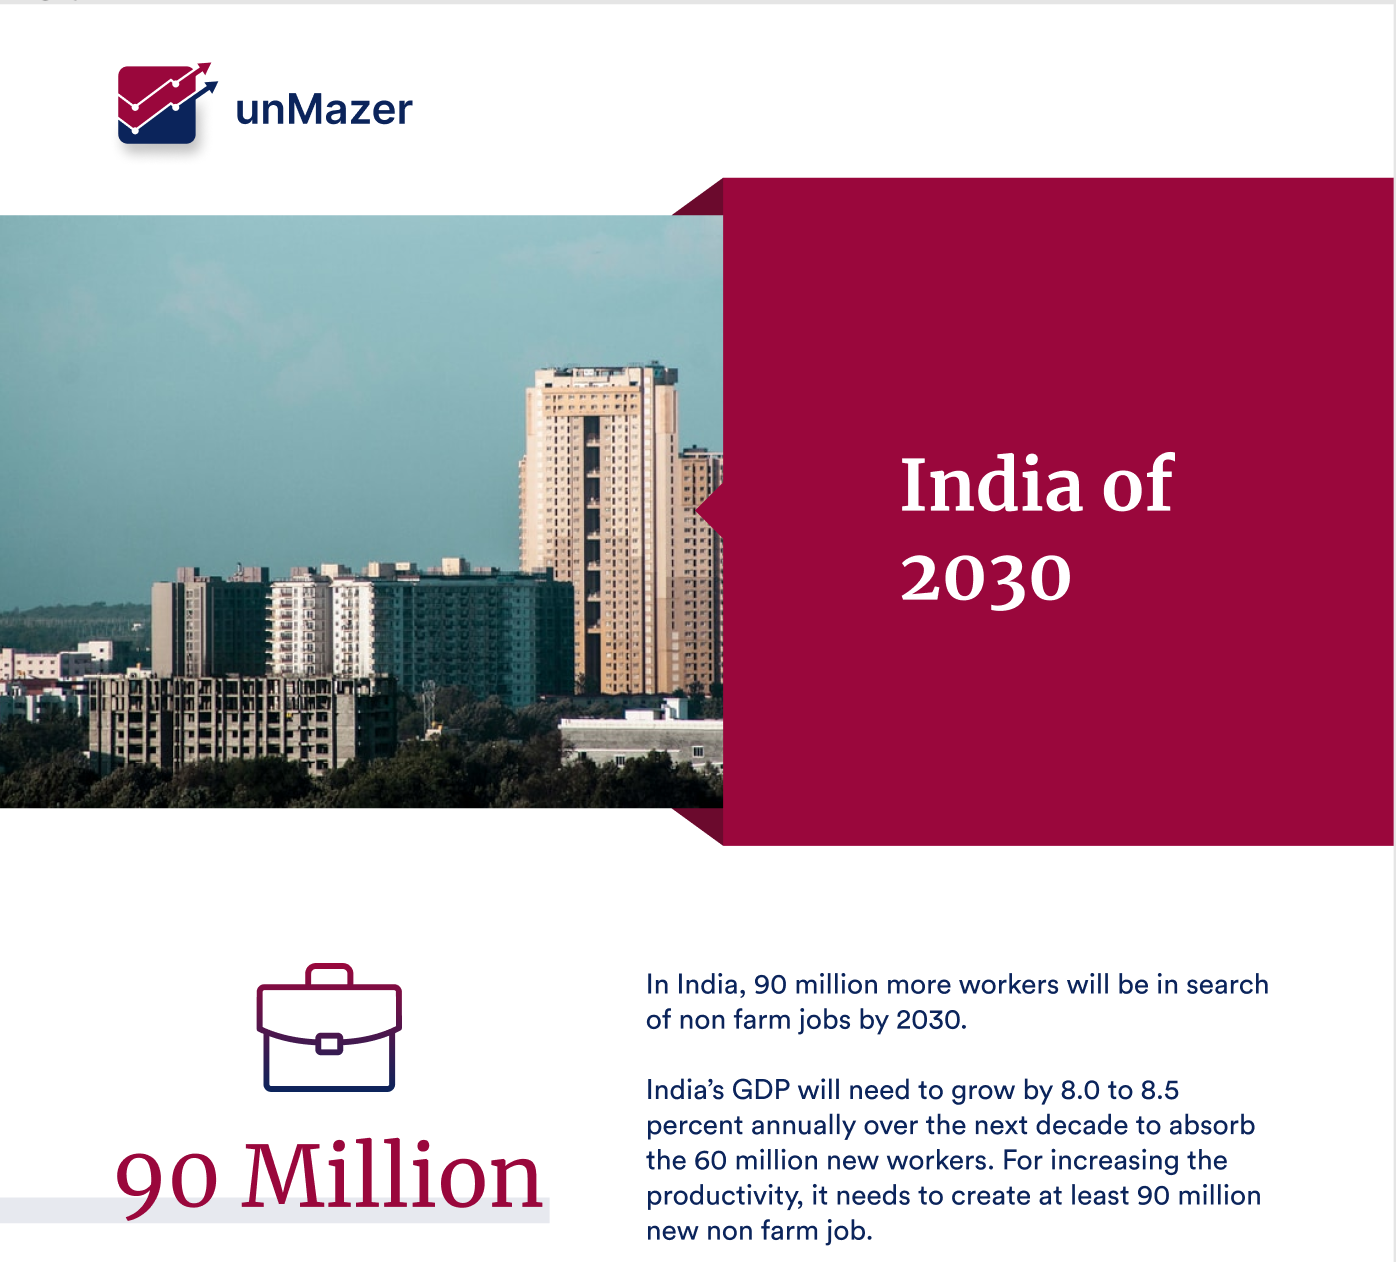 unMazer
India of
2030
90 Million
In India, 90 million more workers will be in search
of non farm jobs by 2030.
India’s GDP will need to grow by 8.0 to 8.5
percent annually over the next decade to absorb
the 60 million new workers. For increasing the
productivity, it needs to create at least 90 million
new non farm job.